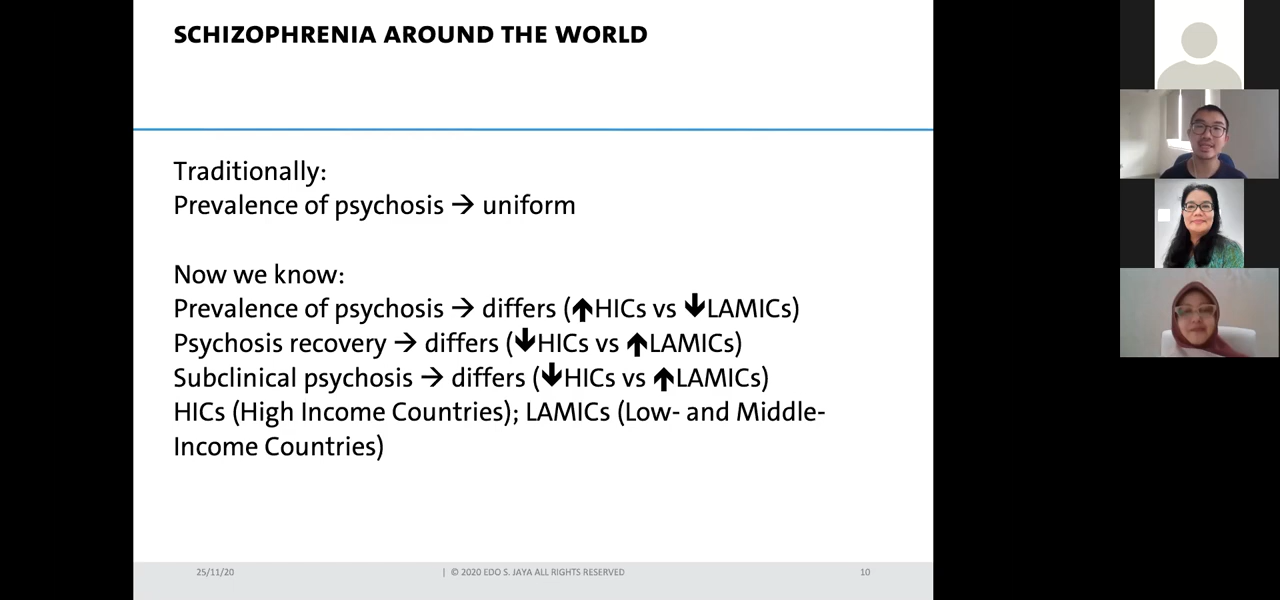 SCHIZOPHRENIA AROUND THE WORLD
Traditionally:
Prevalence of psychosis → uniform
Now we know:
Prevalence of psychosis → differs (🡹HICs vs 🡻LAMICs)
Psychosis recovery → differs (🡻HICs vs 🡹LAMICs)
Subclinical psychosis → differs (🡻HICs vs 🡹LAMICs)
HICs (High Income Countries); LAMICs (Low- and Middle-
Income Countries)
25/11/20 | © 2020 EDO S. JAYA ALL RIGHTS RESERVED 10